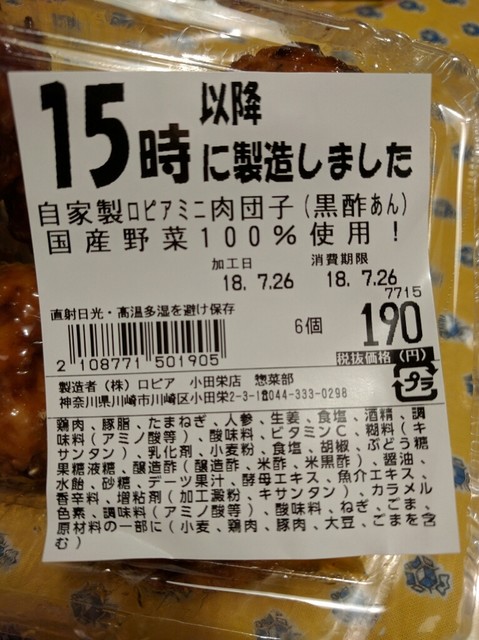 15時 以降
に製造しました
自家製ロピアミニ肉団子(黒酢あん)
国産野菜100%使用!
加工日 消費期限
18.7.26 18.7.26
7715
直射日光・高温多湿を避け保存
6個 190
税抜価格(円)
2 108771 501905
プラ
製造者(株)ロピア 小田栄店 惣菜部
神奈川県川崎市川崎区小田栄2-3-1☎044-333-0298
鶏肉、豚脂、たまねぎ、人参、生姜、食塩、酒精、調
味料(アミノ酸等)、酸味料、ビタミンC、糊料(キ
サンタン)、乳化剤、小麦粉、食塩、胡椒、ぶどう糖
果糖液糖、醸造酢(醸造酢、米酢、米黒酢)、醤油、
水飴、砂糖、デーツ果汁、酵母エキス、魚介エキス、
香辛料、増粘剤(加工澱粉、キサンタン)、カラメル
色素、調味料(アミノ酸等)、酸味料、ねぎ、ごま、
原材料の一部に(小麦、鶏肉、豚肉、大豆、ごまを含
む)